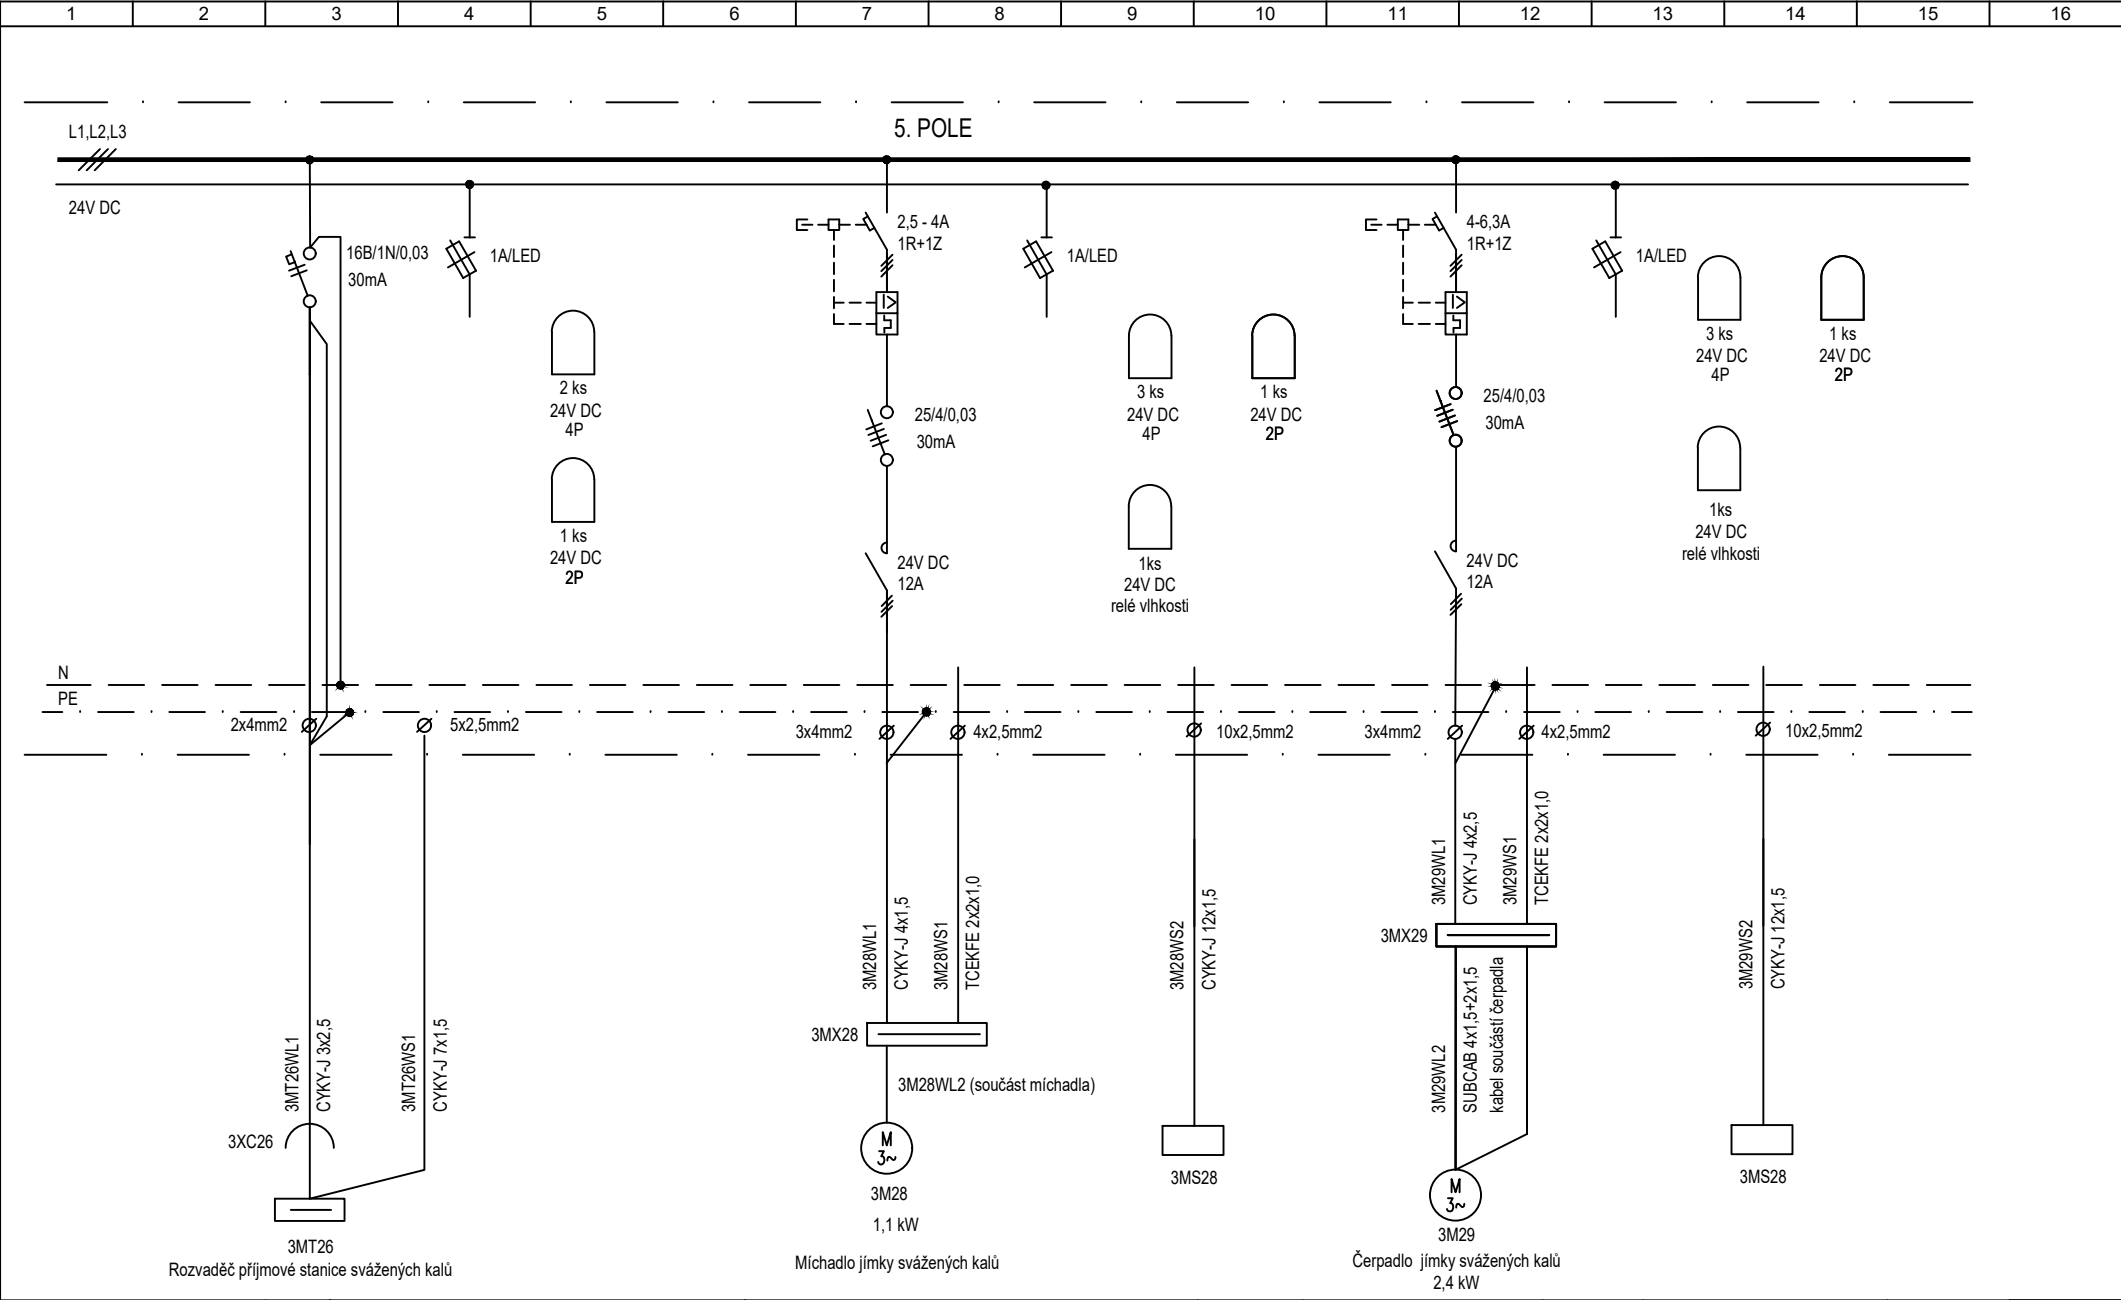 1 2 3 4 5 6 7 8 9 10 11 12 13 14 15 16
5. POLE
L1,L2,L3
24V DC
16B/1N/0,03
30mA
1A/LED
2 ks
24V DC
4P
1 ks
24V DC
2P
2,5 - 4A
1R+1Z
1A/LED
25/4/0,03
30mA
24V DC
12A
3 ks
24V DC
4P
1 ks
24V DC
2P
1ks
24V DC
relé vlhkosti
4-6,3A
1R+1Z
1A/LED
25/4/0,03
30mA
24V DC
12A
3 ks
24V DC
4P
1 ks
24V DC
2P
1ks
24V DC
relé vlhkosti
N
PE
2x4mm2
5x2,5mm2
3x4mm2
4x2,5mm2
10x2,5mm2
3x4mm2
4x2,5mm2
10x2,5mm2
3MT26WL1
CYKY-J 3x2,5
3MT26WS1
CYKY-J 7x1,5
3XC26
3MT26
Rozvaděč příjmové stanice svážených kalů
3M28WL1
CYKY-J 4x1,5
3M28WS1
TCEKFE 2x2x1,0
3MX28
3M28WL2 (součást míchadla)
M
3~
3M28
1,1 kW
Míchadlo jímky svážených kalů
3M28WS2
CYKY-J 12x1,5
3MS28
3M29WL1
CYKY-J 4x2,5
3M29WS1
TCEKFE 2x2x1,0
3MX29
3M29WL2
SUBCAB 4x1,5+2x1,5
kabel součástí čerpadla
M
3~
3M29
Čerpadlo jímky svážených kalů
2,4 kW
3M29WS2
CYKY-J 12x1,5
3MS28